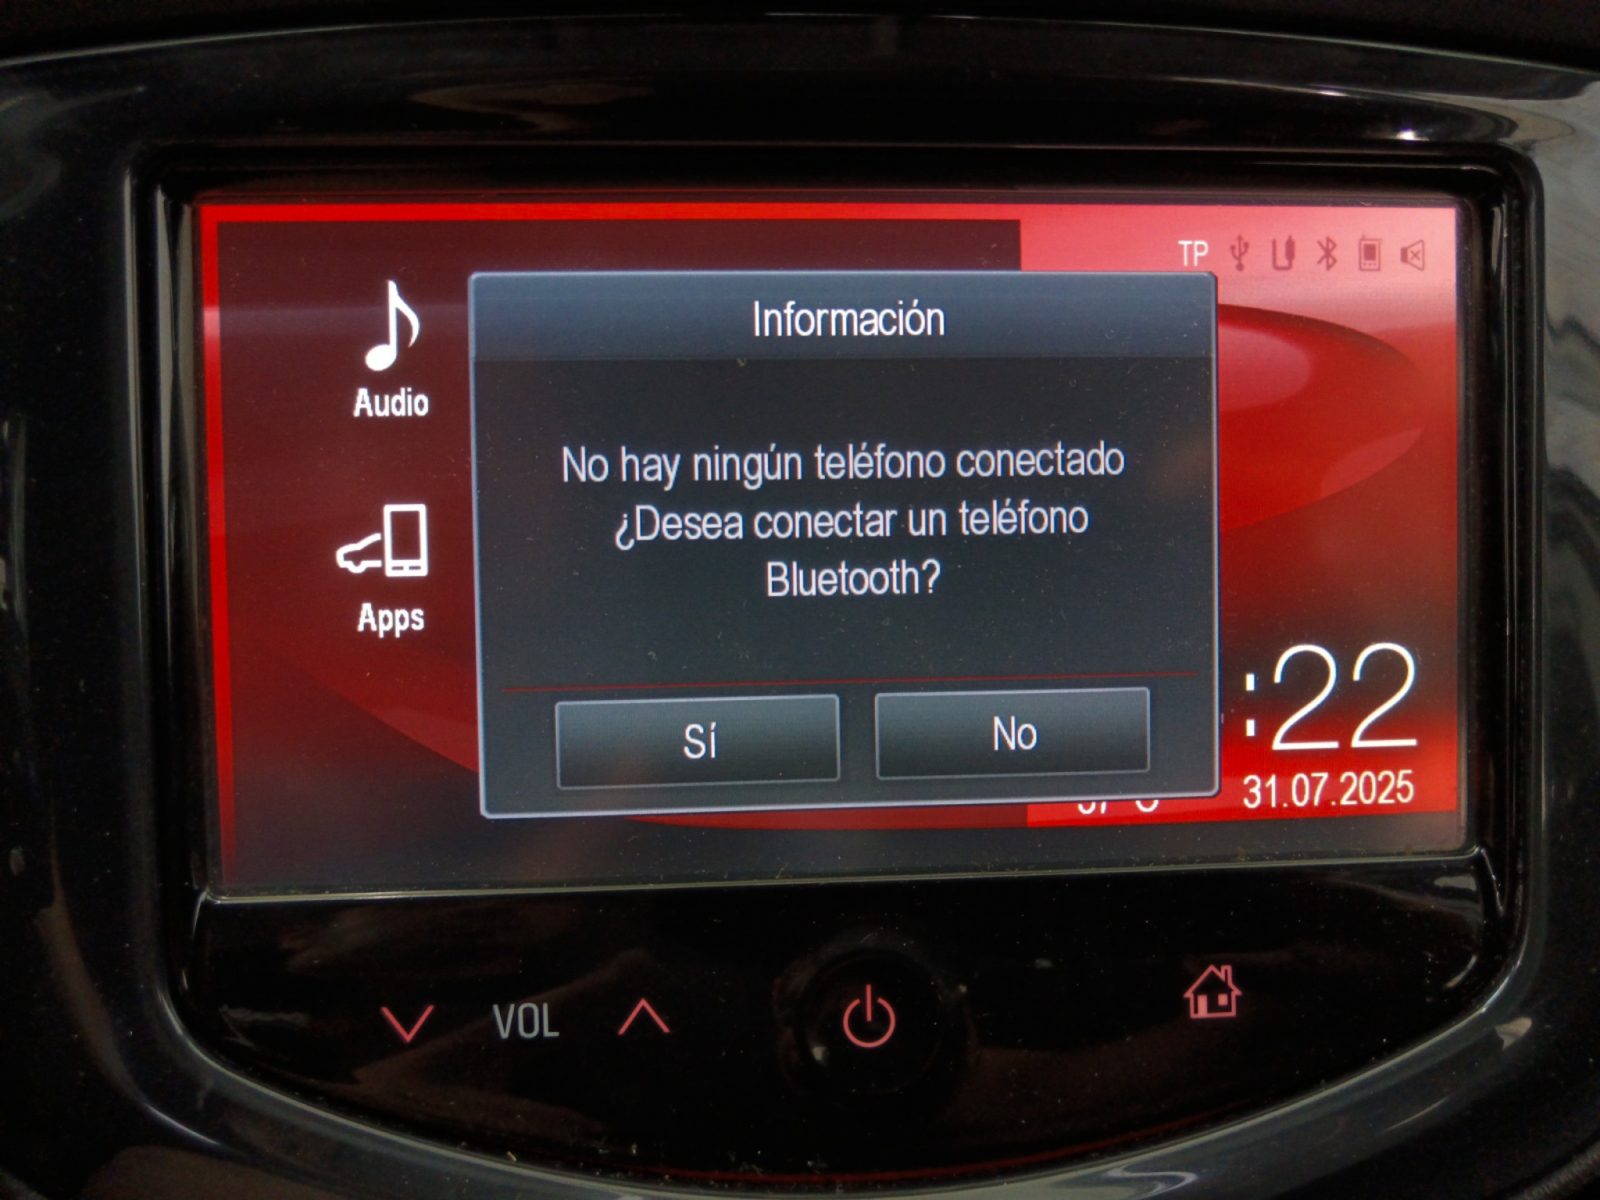 TP
Información
Audio
No hay ningún teléfono conectado
¿Desea conectar un teléfono
Bluetooth?
Apps
Sí
No
:22
31.07.2025
VOL